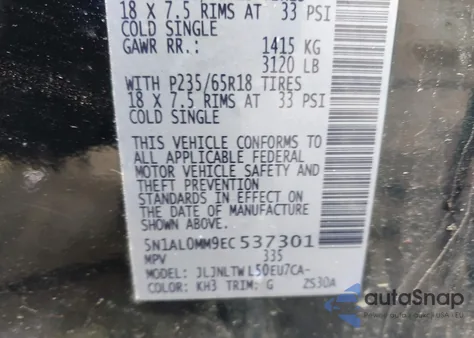 18 X 7.5 RIMS AT 33 PSI
COLD SINGLE
GAWR RR.: 1415 KG
3120 LB
WITH P235/65R18 TIRES
18 X 7.5 RIMS AT 33 PSI
COLD SINGLE
THIS VEHICLE CONFORMS TO
ALL APPLICABLE FEDERAL
MOTOR VEHICLE SAFETY AND
THEFT PREVENTION
STANDARDS IN EFFECT ON
THE DATE OF MANUFACTURE
SHOWN ABOVE.
5N1AL0MM9EC537301
MPV 335
MODEL: JLJNLTWL50EU7CA-
COLOR: KH3 TRIM: G ZS30A
autoSnap